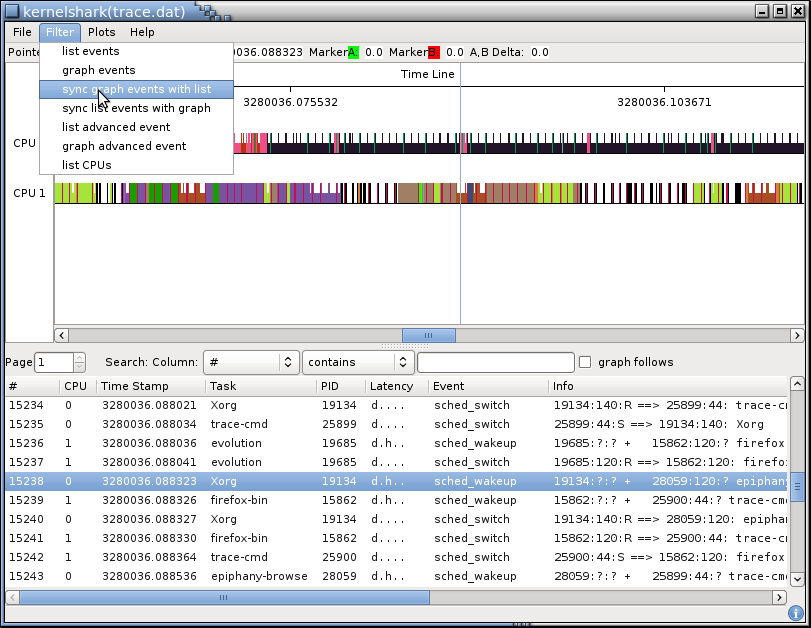 kernelshark(trace.dat)
File Filter Plots Help
0036.088323 Marker A: 0.0 Marker B: 0.0 A,B Delta: 0.0
list events
graph events
sync graph events with list
sync list events with graph
list advanced event
graph advanced event
list CPUs
Time Line
3280036.075532 3280036.103671
CPU
CPU 1
Page 1 Search: Column: # contains graph follows
# CPU Time Stamp Task PID Latency Event Info
15234 0 3280036.088021 Xorg 19134 d.... sched_switch 19134:140:R ==> 25899:44: trace-c
15235 0 3280036.088034 trace-cmd 25899 d.... sched_switch 25899:44:S ==> 19134:140: Xorg
15236 1 3280036.088036 evolution 19685 d.h.. sched_wakeup 19685:?:? + 15862:120:? firefox
15237 1 3280036.088041 evolution 19685 d.... sched_switch 19685:120:R ==> 15862:120: firefo
15238 0 3280036.088323 Xorg 19134 d.h.. sched_wakeup 19134:?:? + 28059:120:? epiphan
15239 1 3280036.088326 firefox-bin 15862 d.h.. sched_wakeup 15862:?:? + 25900:44:? trace-cm
15240 0 3280036.088327 Xorg 19134 d.... sched_switch 19134:140:R ==> 28059:120: epipha
15241 1 3280036.088330 firefox-bin 15862 d.... sched_switch 15862:120:R ==> 25900:44: trace-c
15242 1 3280036.088364 trace-cmd 25900 d.... sched_switch 25900:44:S ==> 15862:120: firefox
15243 0 3280036.088536 epiphany-browse 28059 d.h.. sched_wakeup 28059:?:? + 25899:44:? trace-cm